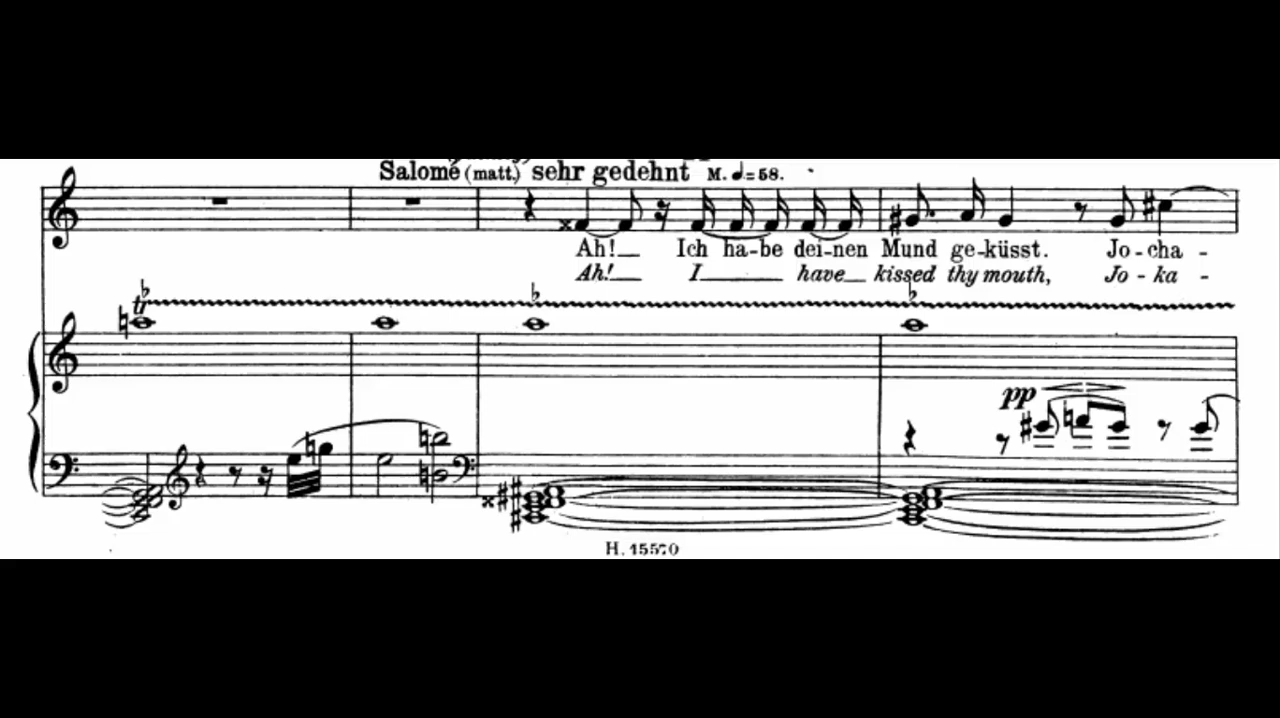 Salomé (matt.) sehr gedehnt M. 𝅗𝅥=58.
Ah! Ich ha-be dei-nen Mund ge-küsst. Jo-cha-
Ah! I have kissed thy mouth, Jo-ka-
tr
pp
H. 15570